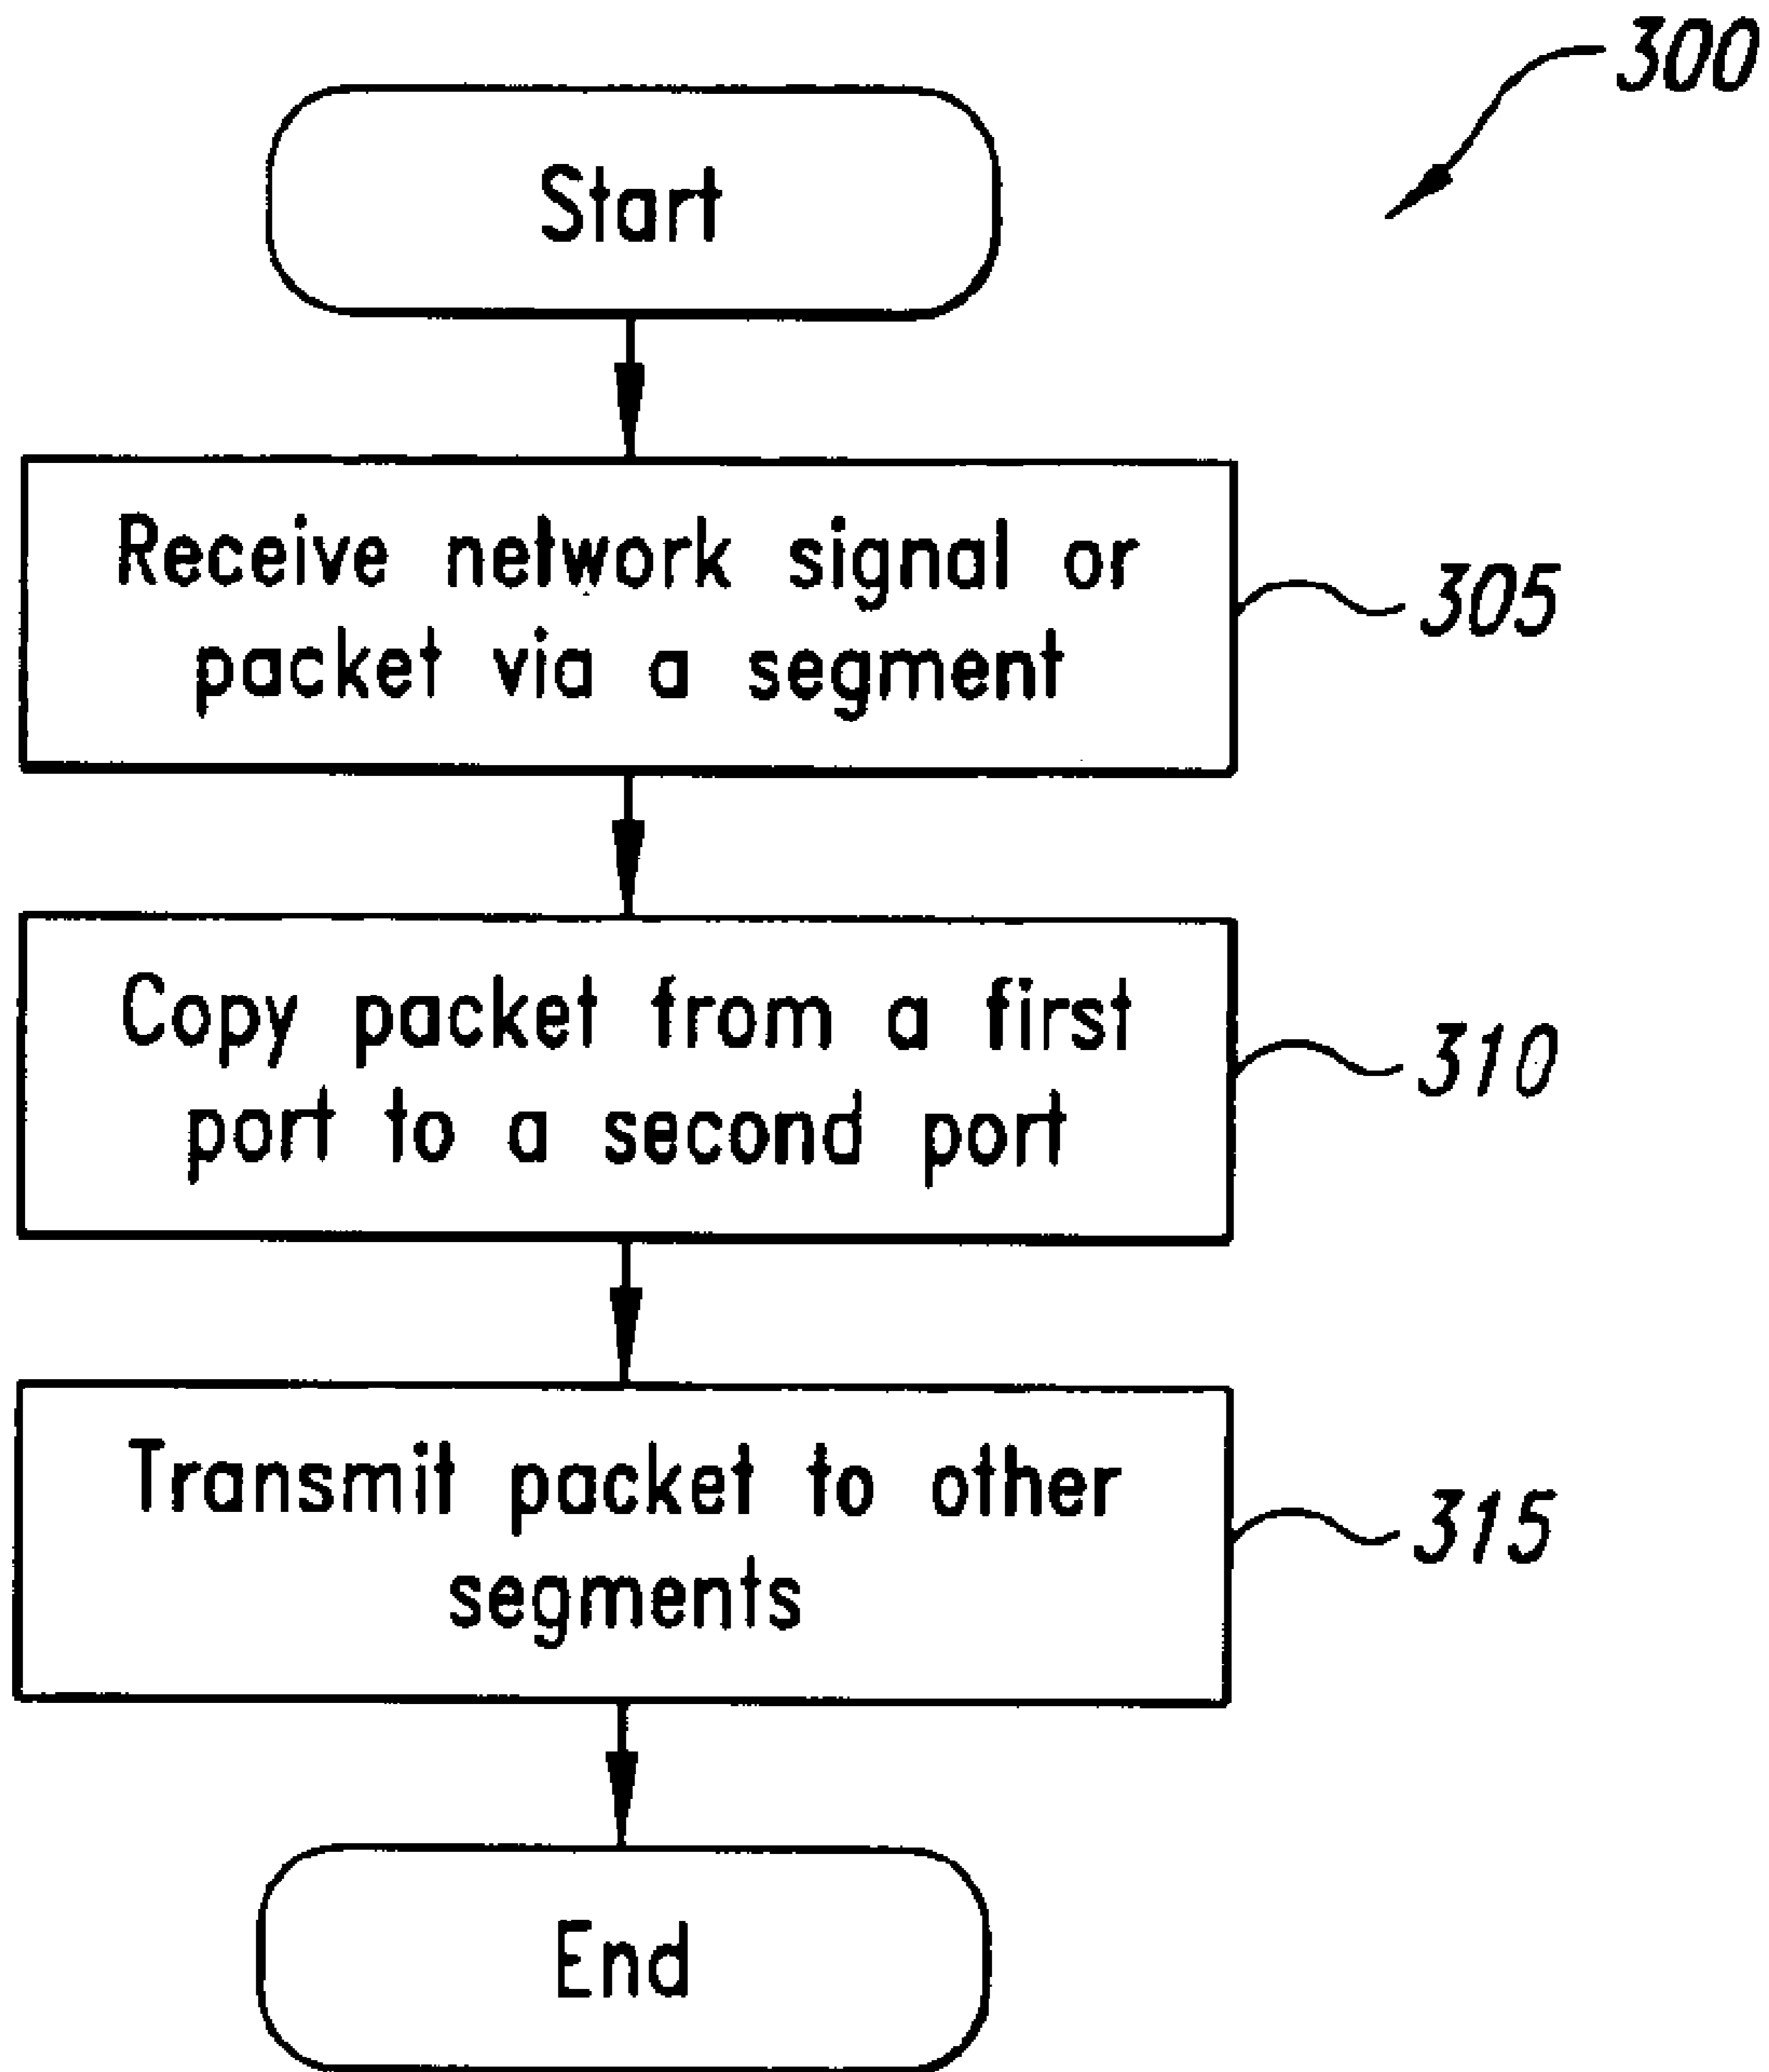 300
Start
Receive network signal or
packet via a segment
305
Copy packet from a first
port to a second port
310
Transmit packet to other
segments
315
End